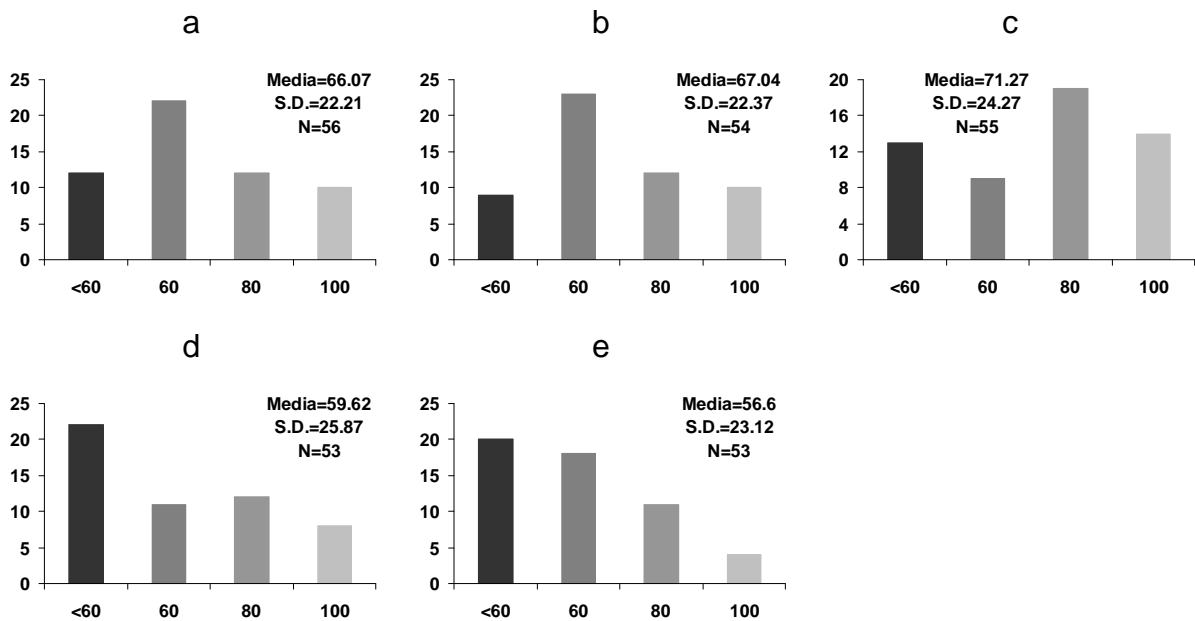 a
Media=66.07
S.D.=22.21
N=56
25
20
15
10
5
0
<60 60 80 100
b
Media=67.04
S.D.=22.37
N=54
25
20
15
10
5
0
<60 60 80 100
c
Media=71.27
S.D.=24.27
N=55
20
16
12
8
4
0
<60 60 80 100
d
Media=59.62
S.D.=25.87
N=53
25
20
15
10
5
0
<60 60 80 100
e
Media=56.6
S.D.=23.12
N=53
25
20
15
10
5
0
<60 60 80 100